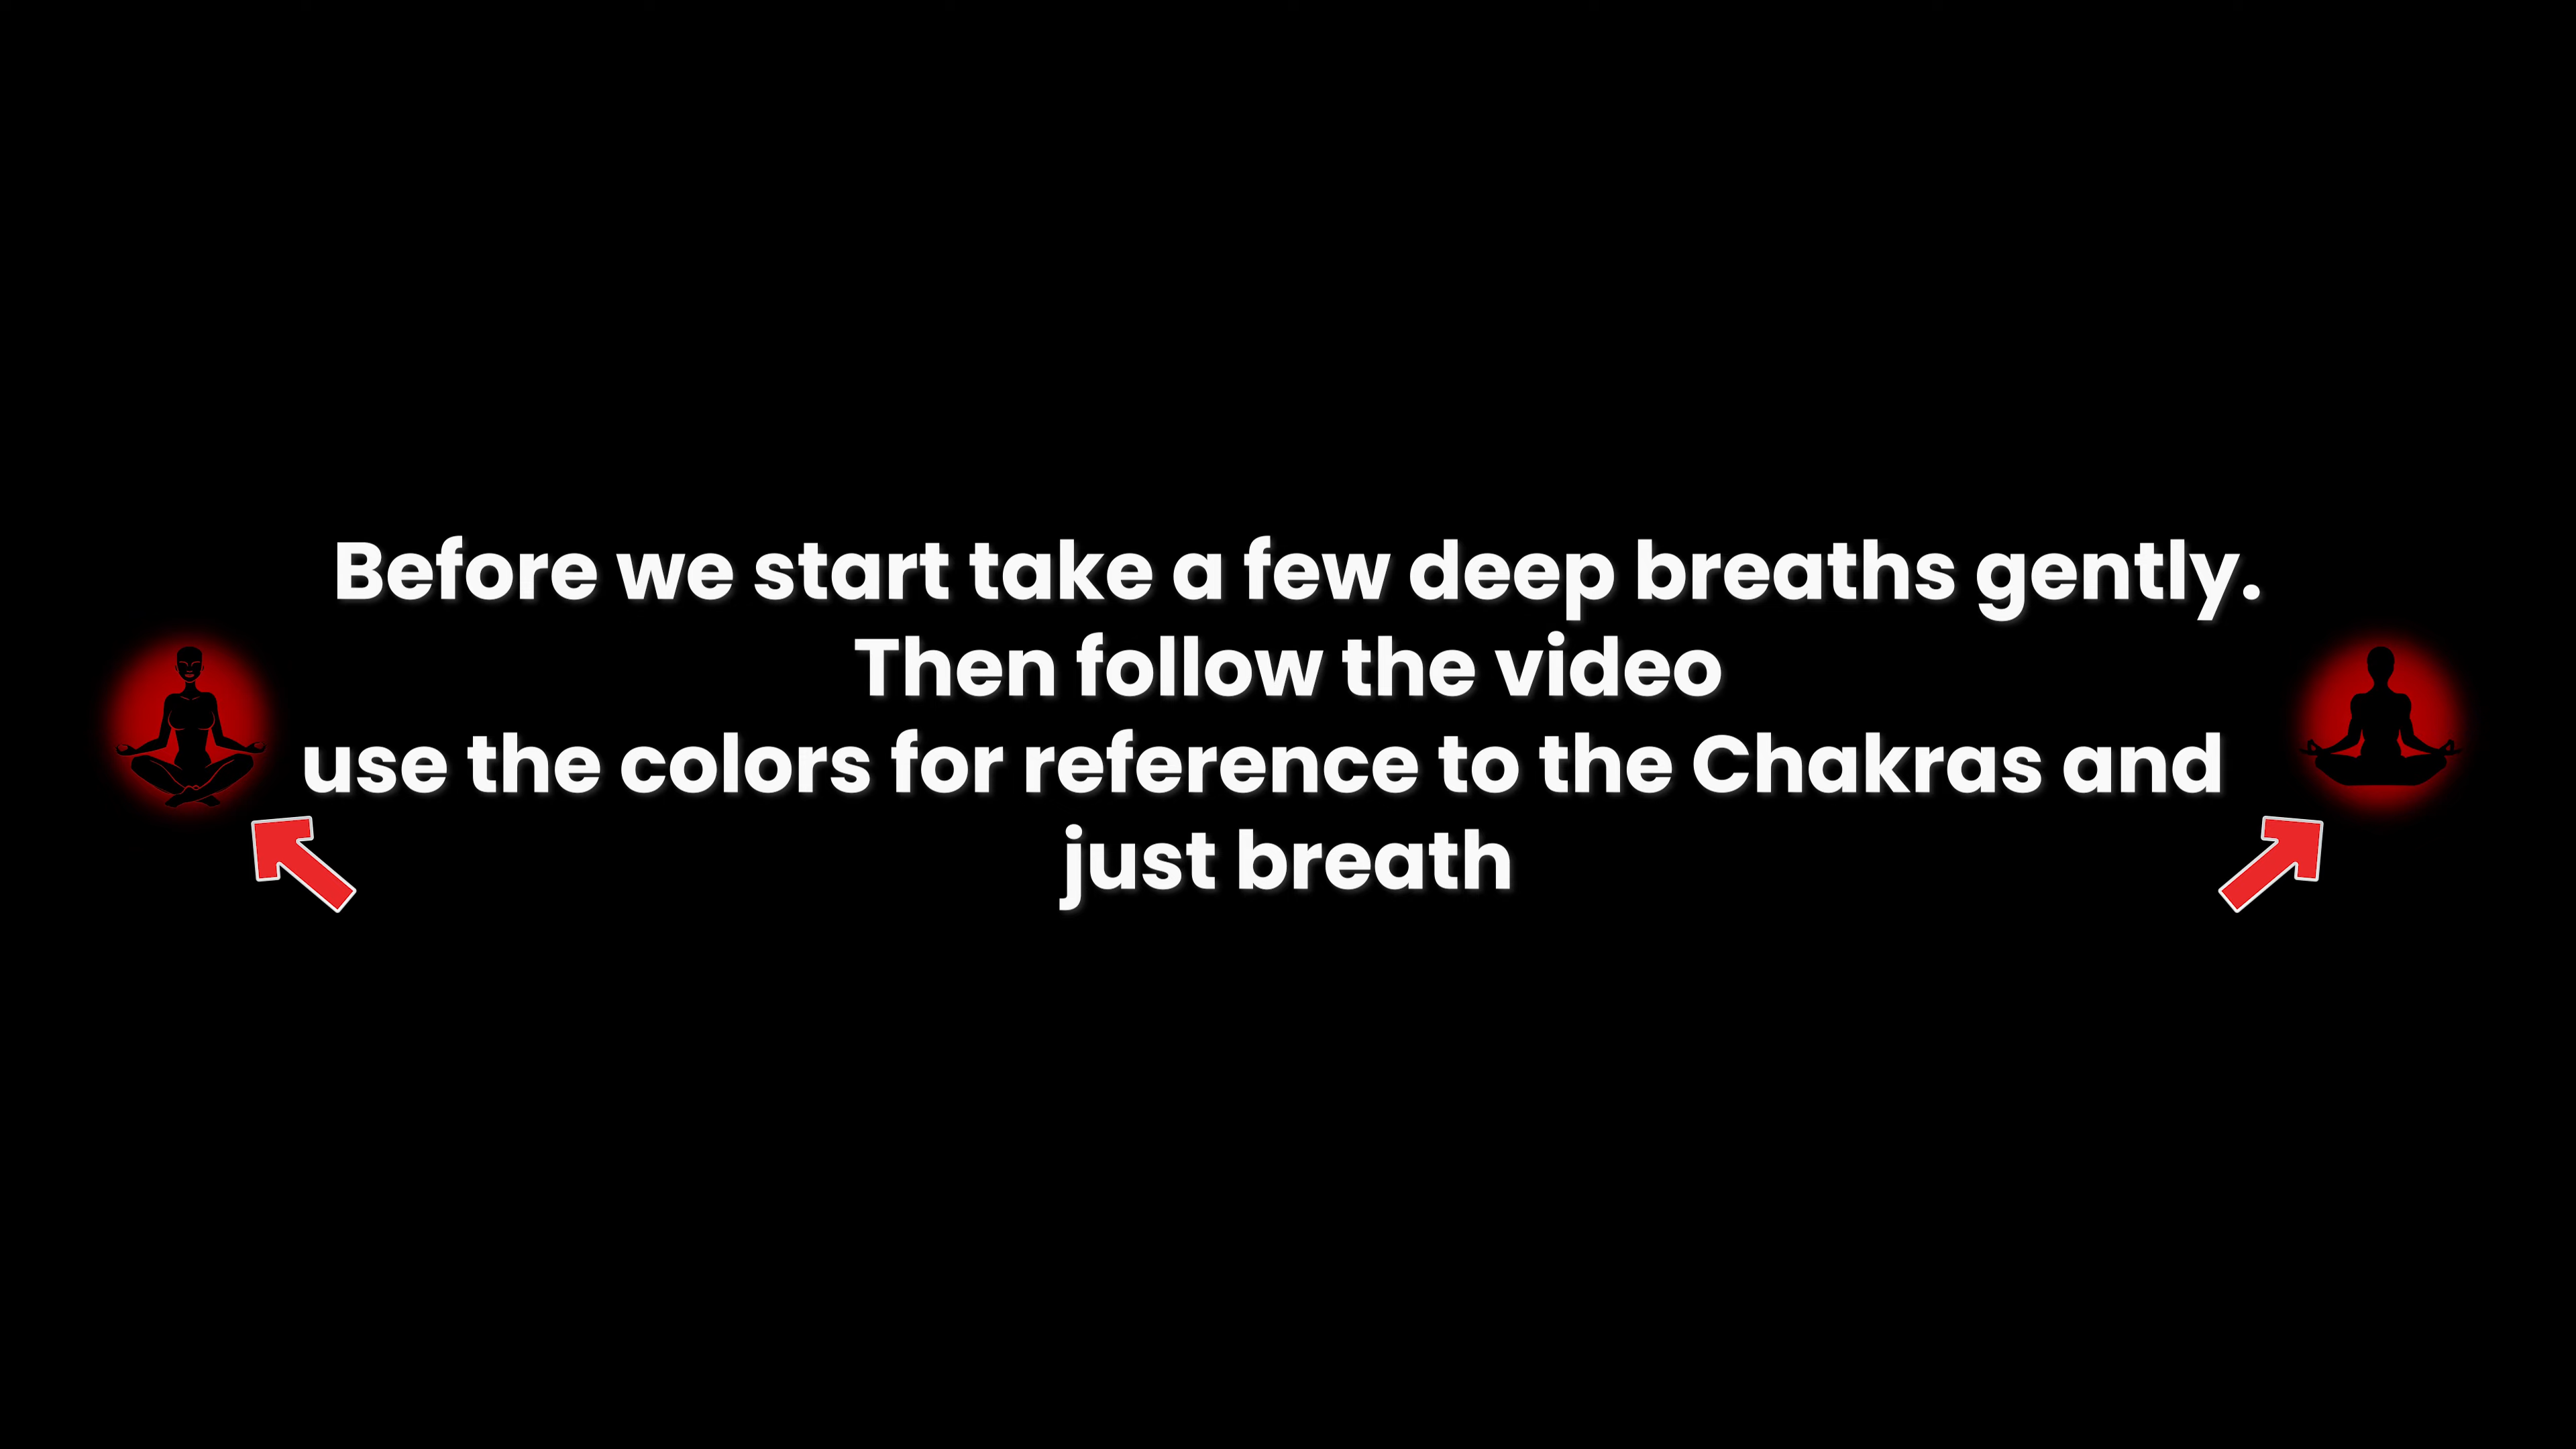 Before we start take a few deep breaths gently.
Then follow the video
use the colors for reference to the Chakras and
just breath